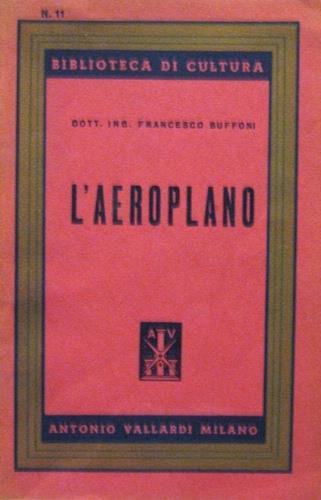 N. 11
BIBLIOTECA DI CULTURA
DOTT. ING. FRANCESCO BUFFONI
L'AEROPLANO
A V
ANTONIO VALLARDI MILANO